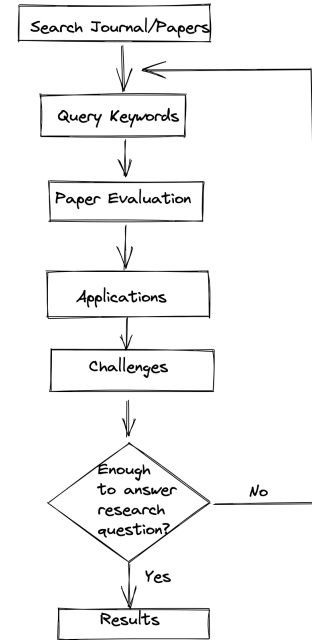 Search Journal/Papers
Query Keywords
Paper Evaluation
Applications
Challenges
Enough
to answer
research
question?
No
Yes
Results